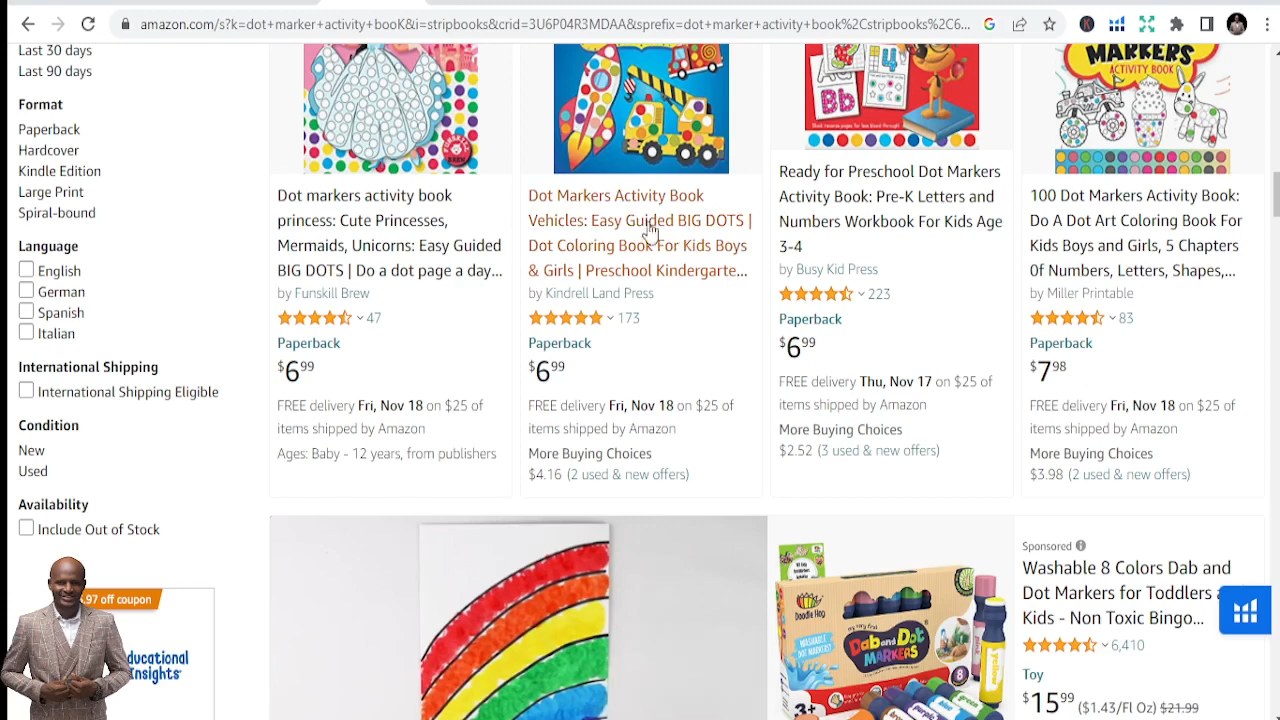 amazon.com/s?k=dot+marker+activity+booK&i=stripbooks&crid=3U6P04R3MDAA&sprefix=dot+marker+activity+book%2Cstripbooks%2C6...
Last 30 days
Last 90 days
Format
Paperback
Hardcover
Kindle Edition
Large Print
Spiral-bound
Language
English
German
Spanish
Italian
International Shipping
International Shipping Eligible
Condition
New
Used
Availability
Include Out of Stock
.97 off coupon
ducational
Insights
Dot markers activity book
princess: Cute Princesses,
Mermaids, Unicorns: Easy Guided
BIG DOTS | Do a dot page a day...
by Funskill Brew
47
Paperback
$6 99
FREE delivery Fri, Nov 18 on $25 of
items shipped by Amazon
Ages: Baby - 12 years, from publishers
Dot Markers Activity Book
Vehicles: Easy Guided BIG DOTS |
Dot Coloring Book For Kids Boys
& Girls | Preschool Kindergarte...
by Kindrell Land Press
173
Paperback
$6 99
FREE delivery Fri, Nov 18 on $25 of
items shipped by Amazon
More Buying Choices
$4.16 (2 used & new offers)
Bb
4
Ready for Preschool Dot Markers
Activity Book: Pre-K Letters and
Numbers Workbook For Kids Age
3-4
by Busy Kid Press
223
Paperback
$6 99
FREE delivery Thu, Nov 17 on $25 of
items shipped by Amazon
More Buying Choices
$2.52 (3 used & new offers)
MARKERS
ACTIVITY BOOK
100 Dot Markers Activity Book:
Do A Dot Art Coloring Book For
Kids Boys and Girls, 5 Chapters
0f Numbers, Letters, Shapes,...
by Miller Printable
83
Paperback
$7 98
FREE delivery Fri, Nov 18 on $25 of
items shipped by Amazon
More Buying Choices
$3.98 (2 used & new offers)
Doodle Hog
Dab and Dot
MARKERS
8
3+
yellow
Sponsored
Washable 8 Colors Dab and
Dot Markers for Toddlers
Kids - Non Toxic Bingo...
6,410
Toy
$15 99 ($1.43/Fl Oz) $21.99